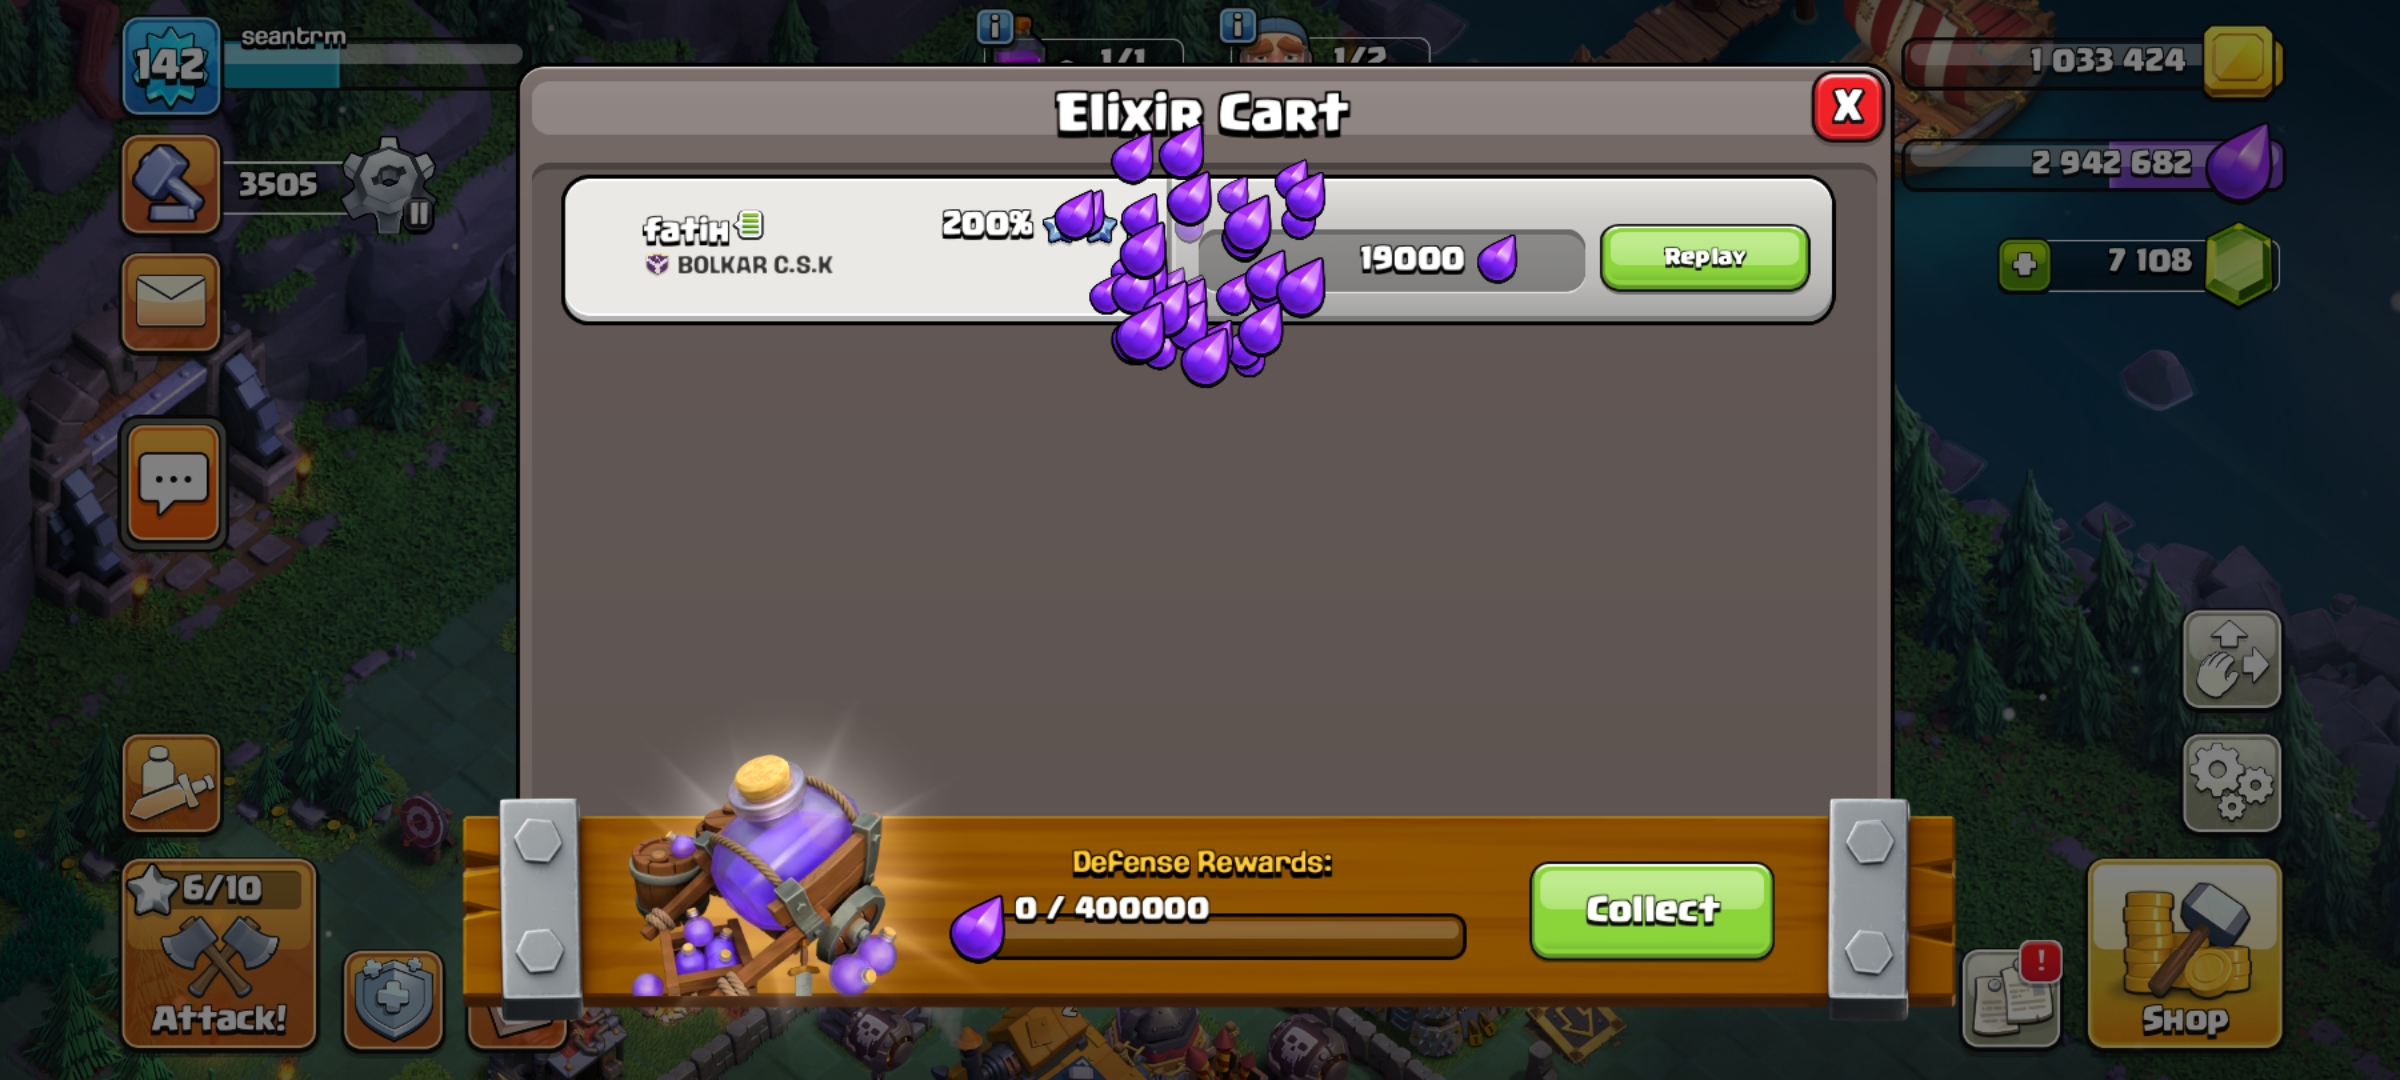 142
seantrm
1/1
1/2
1 033 424
Elixir Cart
X
3505
2 942 682
fatih
200%
BOLKAR C.S.K
19000
Replay
7 108
6/10
Attack!
Defense Rewards:
0 / 400000
Collect
!
Shop